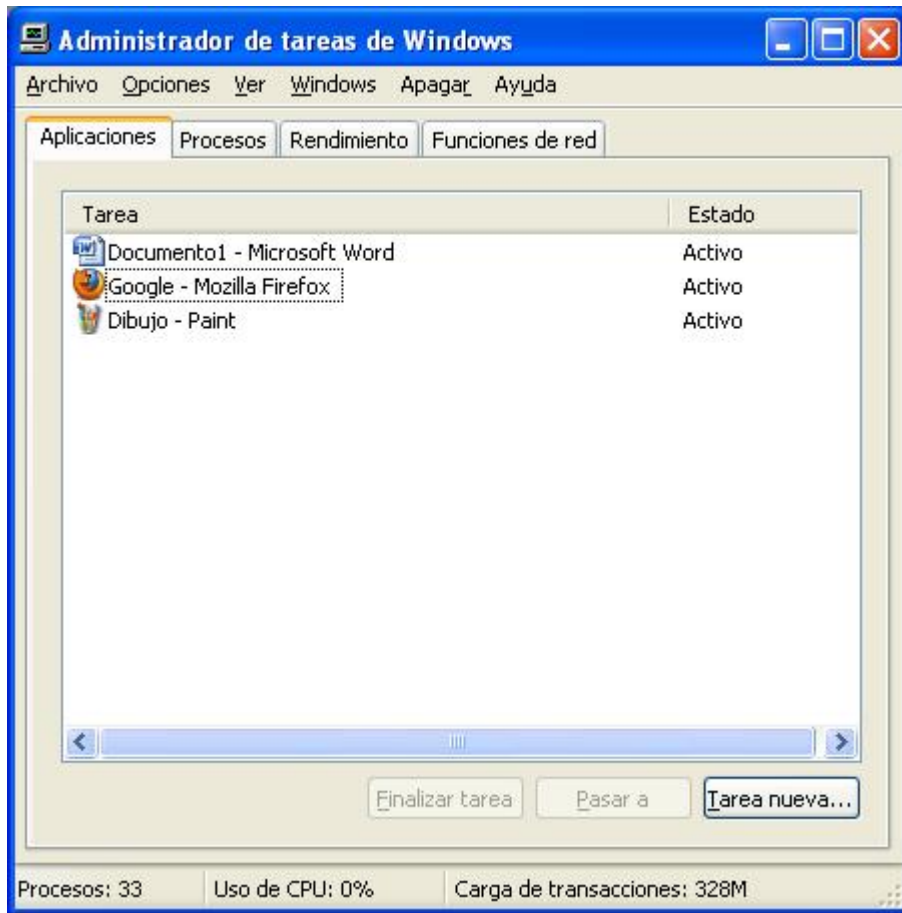 Administrador de tareas de Windows
Archivo Opciones Ver Windows Apagar Ayuda
Aplicaciones Procesos Rendimiento Funciones de red
Tarea Estado
Documento1 - Microsoft Word Activo
Google - Mozilla Firefox Activo
Dibujo - Paint Activo
Finalizar tarea Pasar a Tarea nueva...
Procesos: 33 Uso de CPU: 0% Carga de transacciones: 328M